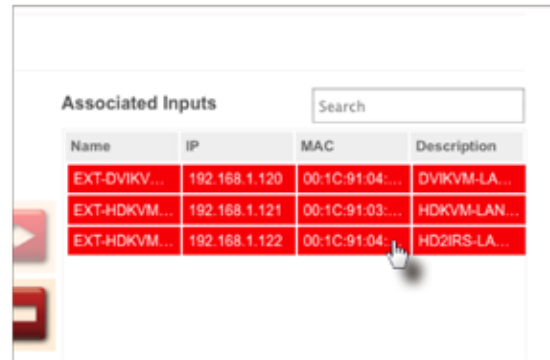 Associated Inputs Search
Name IP MAC Description
EXT-DVIKV... 192.168.1.120 00:1C:91:04:... DVIKVM-LA...
EXT-HDKVM... 192.168.1.121 00:1C:91:03:... HDKVM-LAN...
EXT-HDKVM... 192.168.1.122 00:1C:91:04:... HD2IRS-LA...